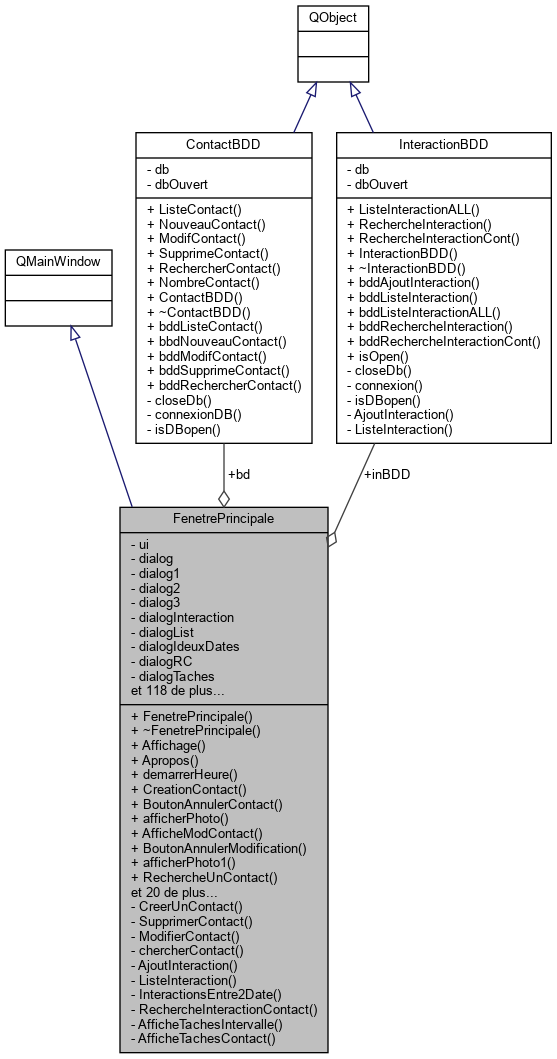 QObject
ContactBDD
- db
- dbOuvert
+ ListeContact()
+ NouveauContact()
+ ModifContact()
+ SupprimeContact()
+ RechercherContact()
+ NombreContact()
+ ContactBDD()
+ ~ContactBDD()
+ bddListeContact()
+ bbdNouveauContact()
+ bbdModifContact()
+ bddSupprimeContact()
+ bddRechercherContact()
- closeDb()
- connexionDB()
- isDBopen()
InteractionBDD
- db
- dbOuvert
+ ListeInteractionALL()
+ RechercheInteraction()
+ RechercheInteractionCont()
+ InteractionBDD()
+ ~InteractionBDD()
+ bddAjoutInteraction()
+ bddListeInteraction()
+ bddListeInteractionALL()
+ bddRechercheInteraction()
+ bddRechercheInteractionCont()
+ isOpen()
- closeDb()
- connexion()
- isDBopen()
- AjoutInteraction()
- ListeInteraction()
QMainWindow
+bd
+inBDD
FenetrePrincipale
- ui
- dialog
- dialog1
- dialog2
- dialog3
- dialogInteraction
- dialogList
- dialogIdeuxDates
- dialogRC
- dialogTaches
et 118 de plus...
+ FenetrePrincipale()
+ ~FenetrePrincipale()
+ Affichage()
+ Apropos()
+ demarrerHeure()
+ CreationContact()
+ BoutonAnnulerContact()
+ afficherPhoto()
+ AfficheModContact()
+ BoutonAnnulerModification()
+ afficherPhoto1()
+ RechercheUnContact()
et 20 de plus...
- CreerUnContact()
- SupprimerContact()
- ModifierContact()
- chercherContact()
- AjoutInteraction()
- ListeInteraction()
- InteractionsEntre2Date()
- RechercheInteractionContact()
- AfficheTachesIntervalle()
- AfficheTachesContact()